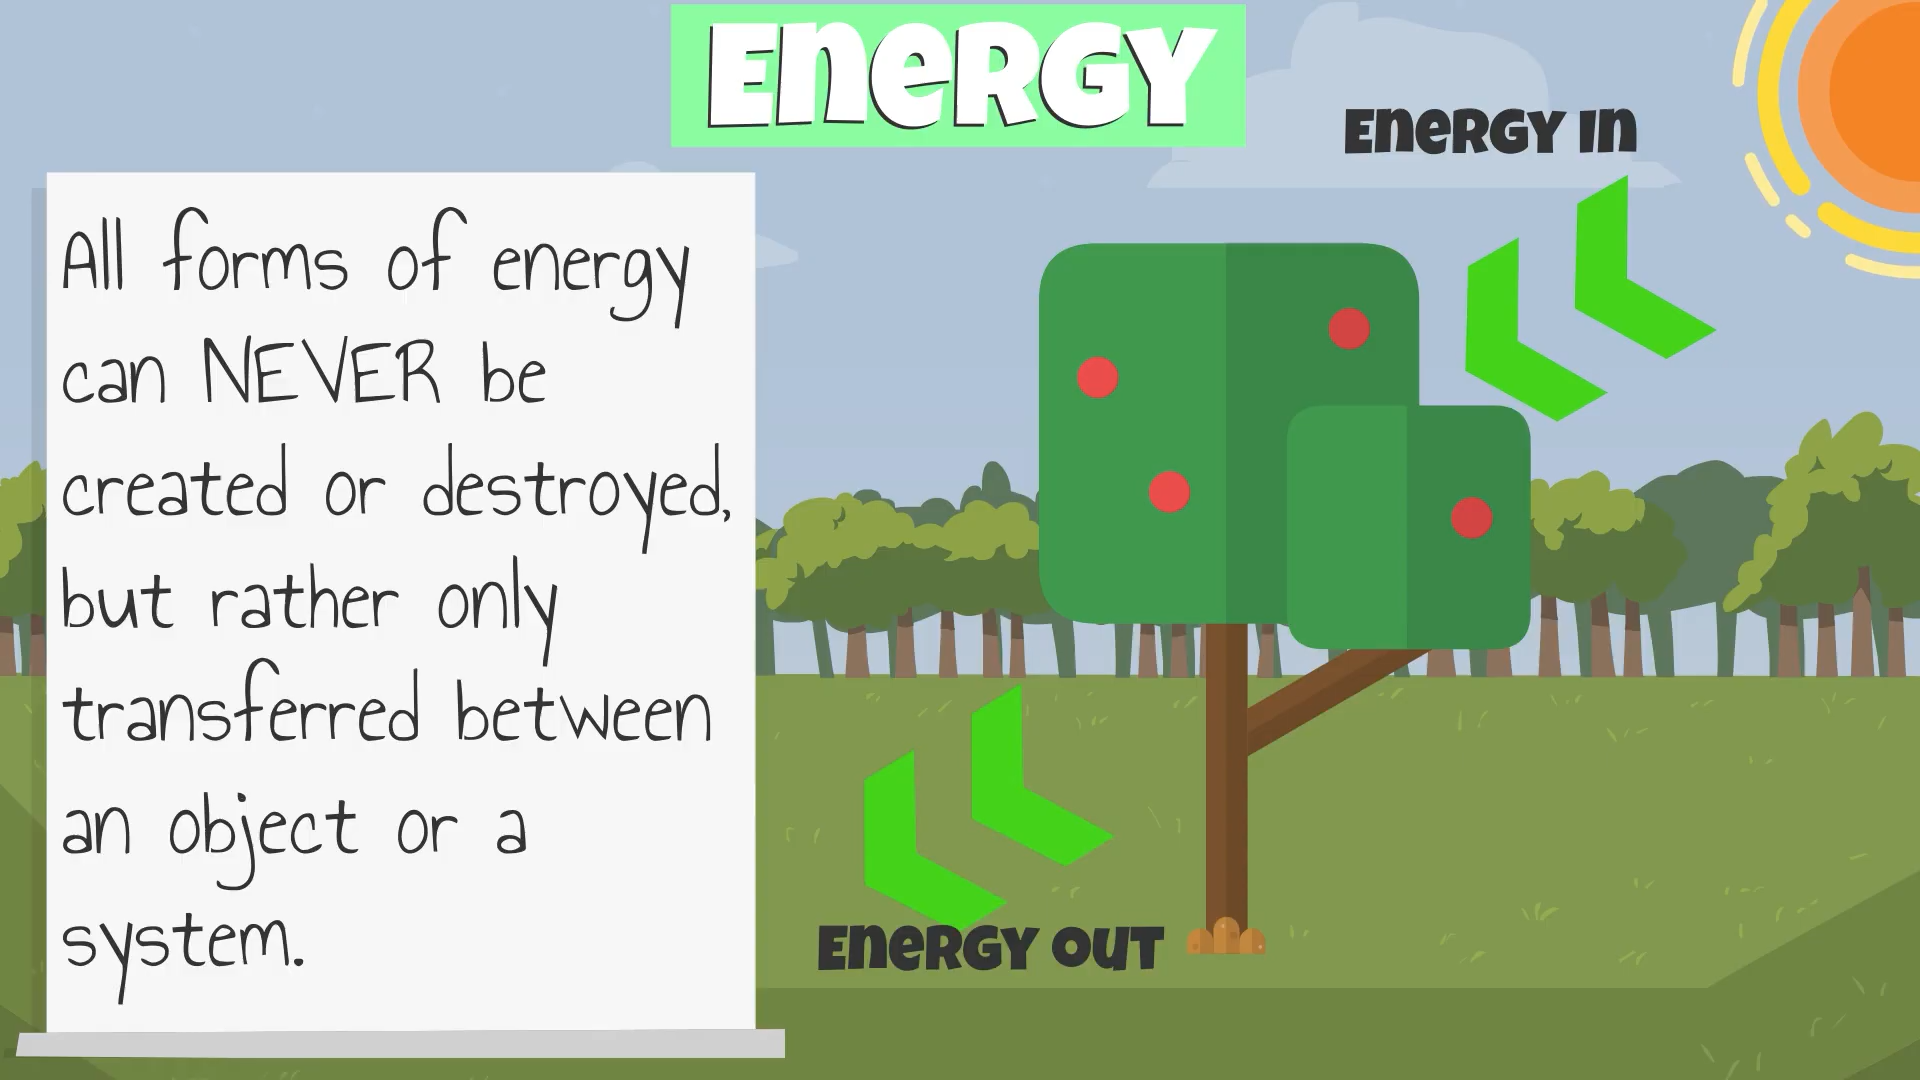 EneRGY
EneRGY In
All forms of energy
can NEVER be
created or destroyed,
but rather only
transferred between
an object or a
system.
EneRGY OUT